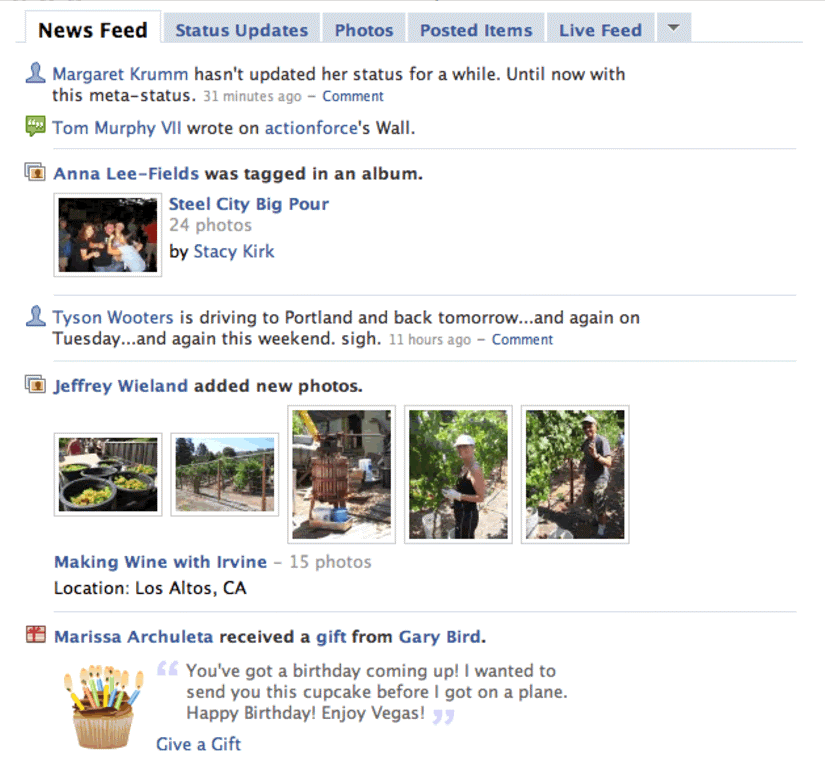 News Feed Status Updates Photos Posted Items Live Feed
Margaret Krumm hasn't updated her status for a while. Until now with
this meta-status. 31 minutes ago – Comment
Tom Murphy VII wrote on actionforce's Wall.
Anna Lee-Fields was tagged in an album.
Steel City Big Pour
24 photos
by Stacy Kirk
Tyson Wooters is driving to Portland and back tomorrow...and again on
Tuesday...and again this weekend. sigh. 11 hours ago – Comment
Jeffrey Wieland added new photos.
Making Wine with Irvine – 15 photos
Location: Los Altos, CA
Marissa Archuleta received a gift from Gary Bird.
“ You've got a birthday coming up! I wanted to
send you this cupcake before I got on a plane.
Happy Birthday! Enjoy Vegas! ”
Give a Gift